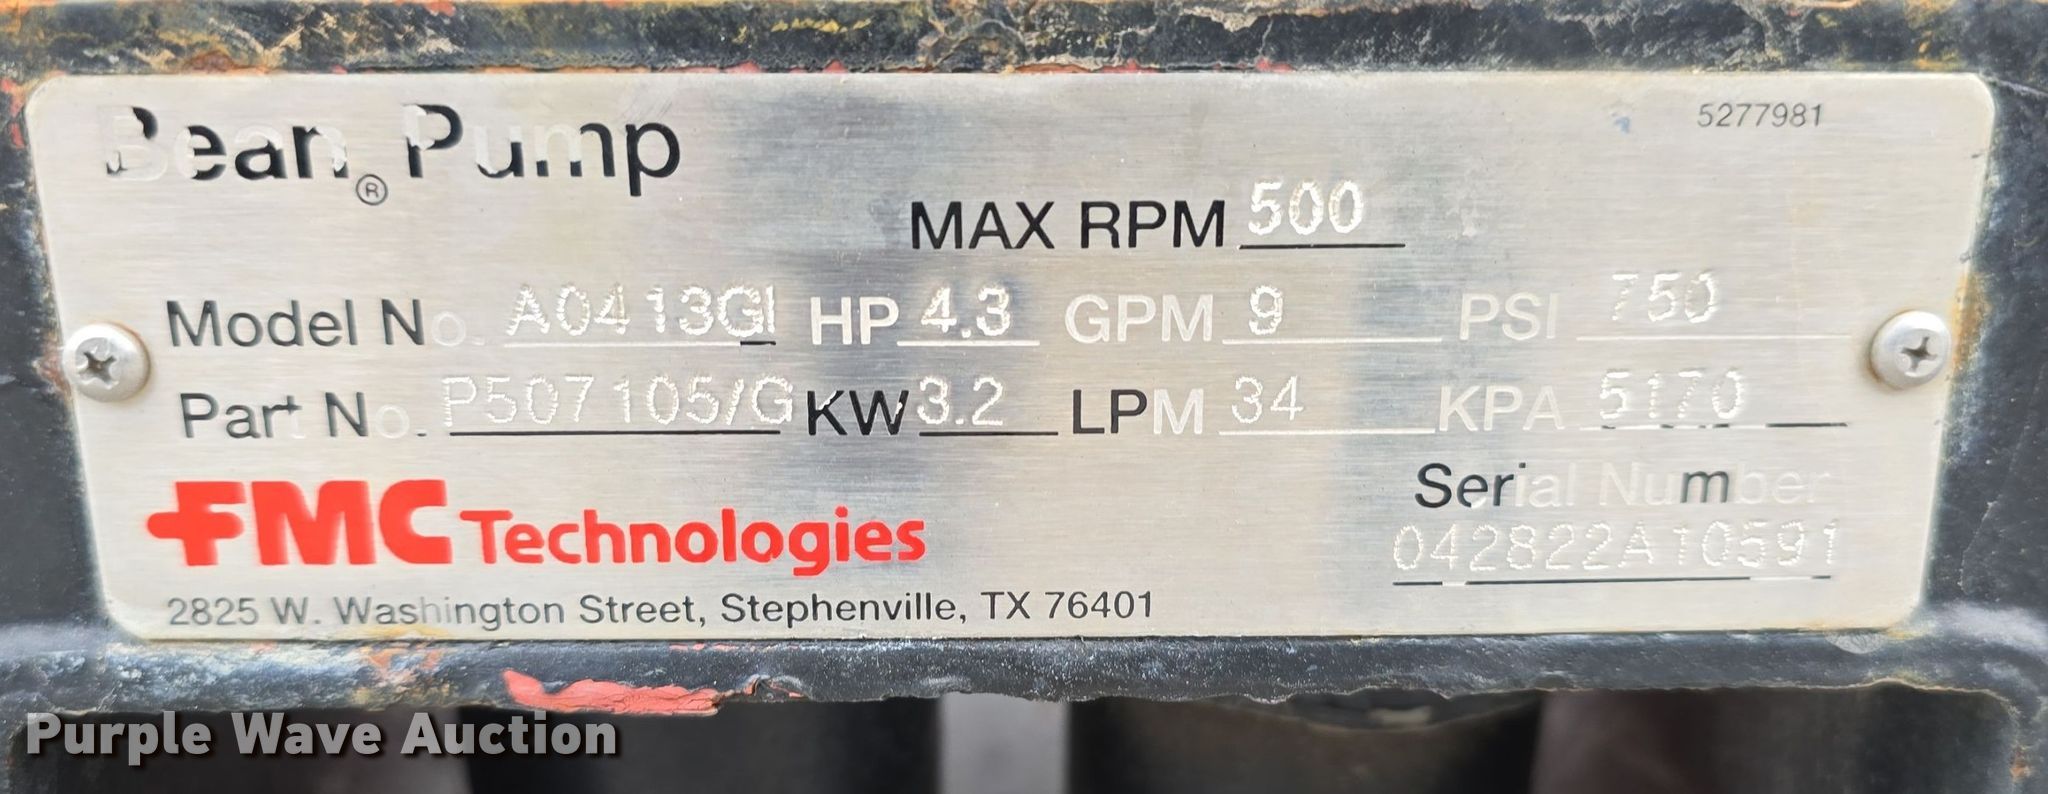 Bean® Pump
5277981
MAX RPM 500
Model No. A0413GI HP 4.3 GPM 9 PSI 750
Part No. P507105/G KW 3.2 LPM 34 KPA 5170
FMC Technologies
Serial Number
042822A10591
2825 W. Washington Street, Stephenville, TX 76401
Purple Wave Auction